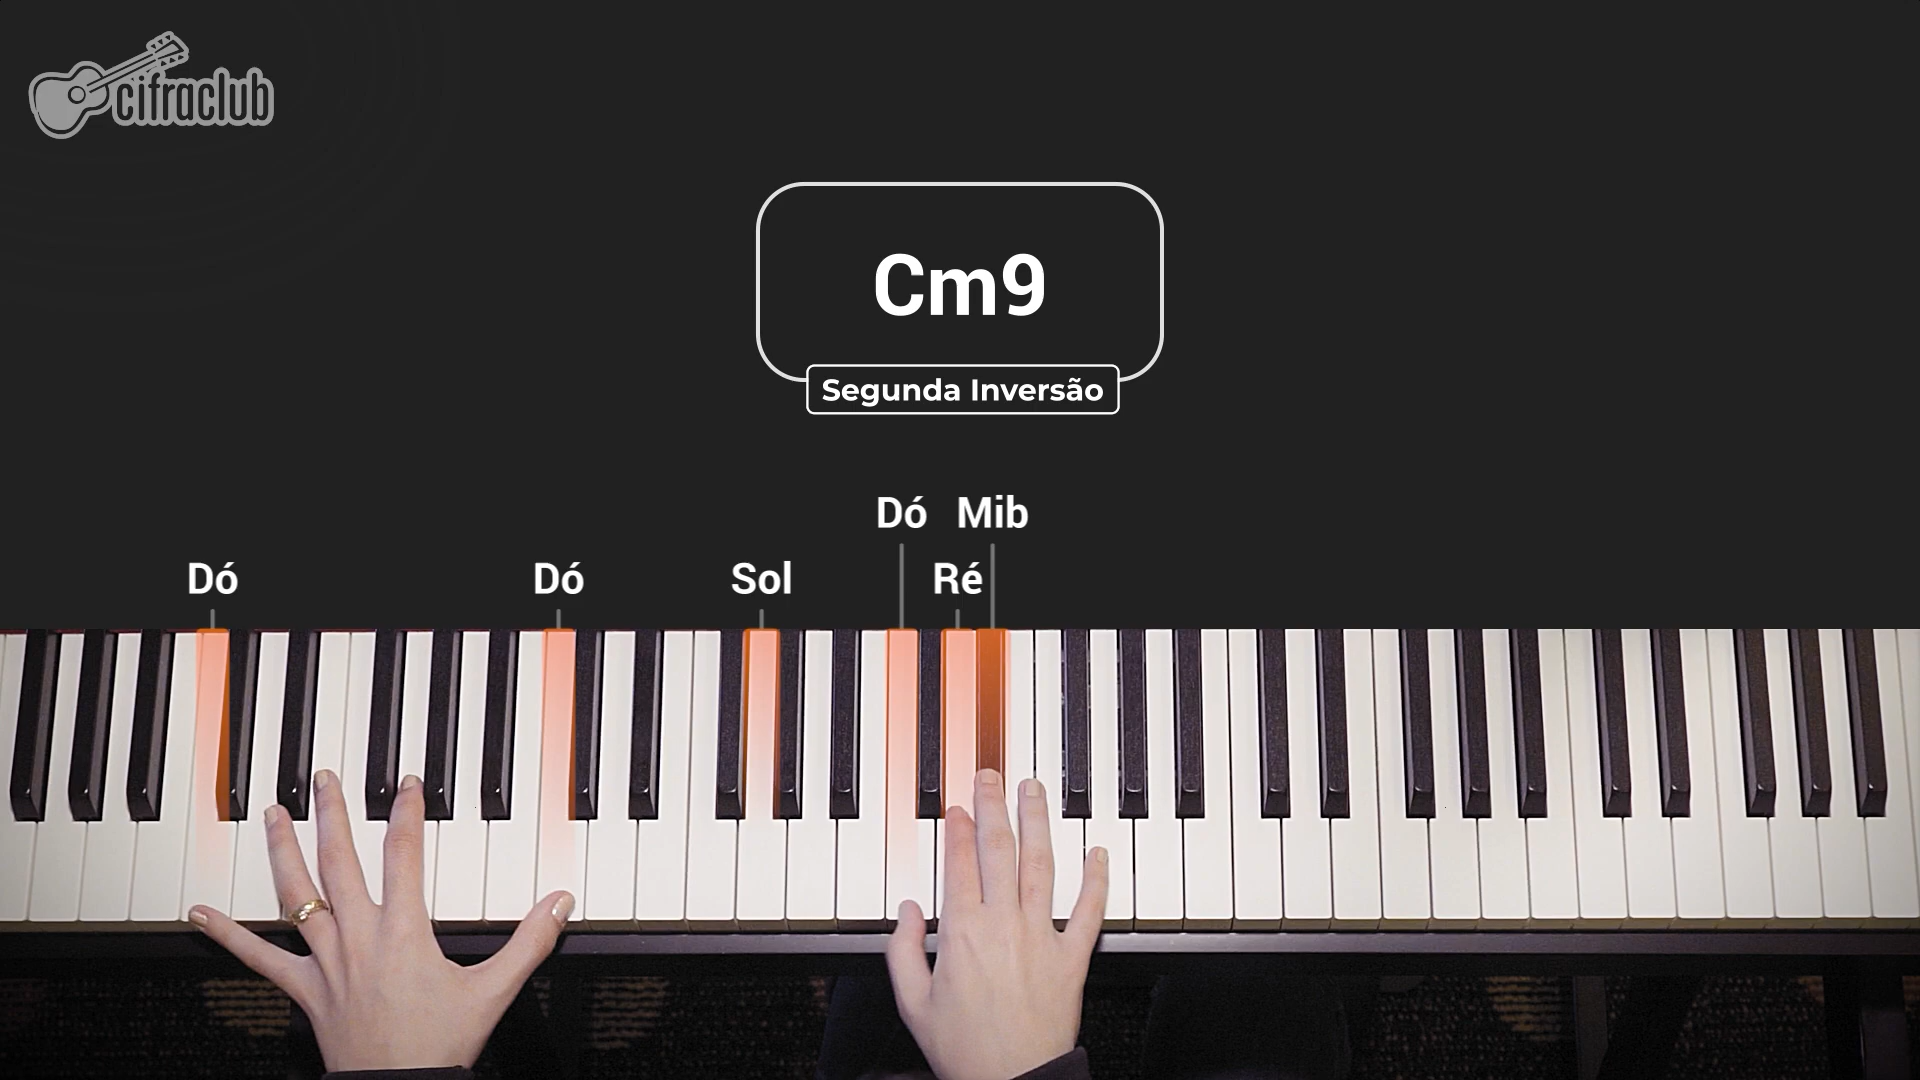 cifraclub
Cm9
Segunda Inversão
Dó Mib
Dó Dó Sol Ré